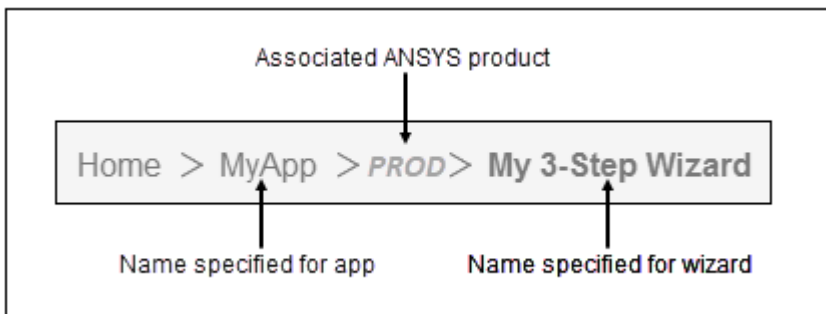 Associated ANSYS product
Home > MyApp > PROD > My 3-Step Wizard
Name specified for app
Name specified for wizard